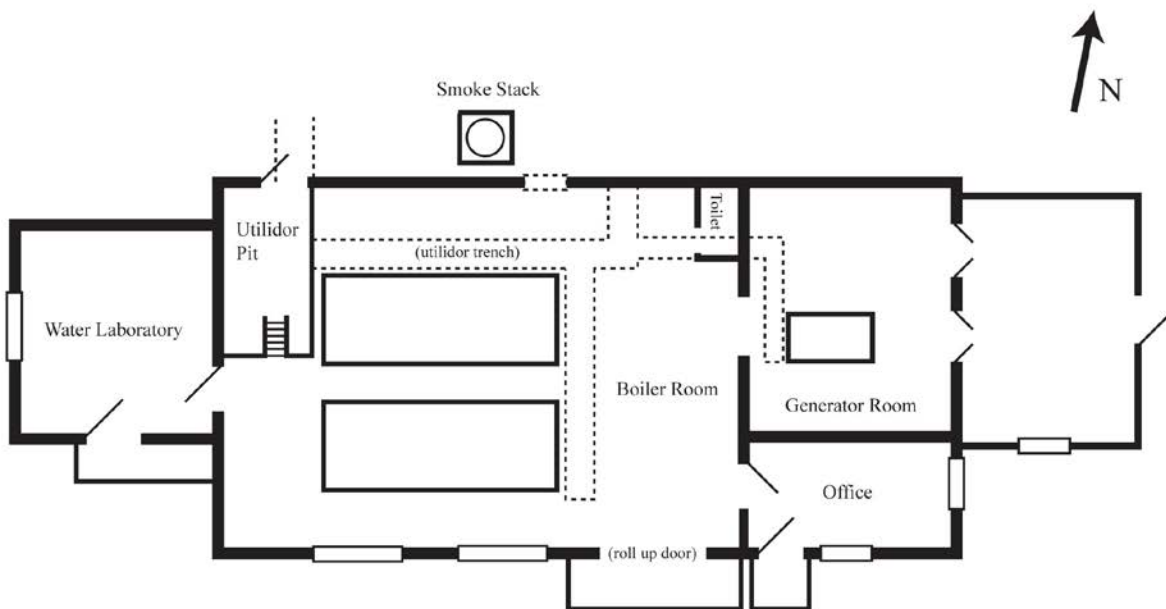 Smoke Stack
N
Utilidor
Pit
Toilet
(utilidor trench)
Water Laboratory
Boiler Room
Generator Room
Office
(roll up door)